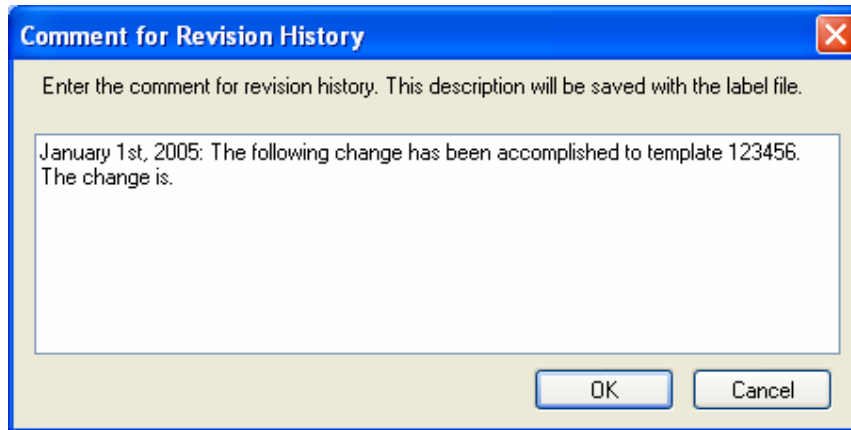 Comment for Revision History
Enter the comment for revision history. This description will be saved with the label file.
January 1st, 2005: The following change has been accomplished to template 123456.
The change is.
OK
Cancel